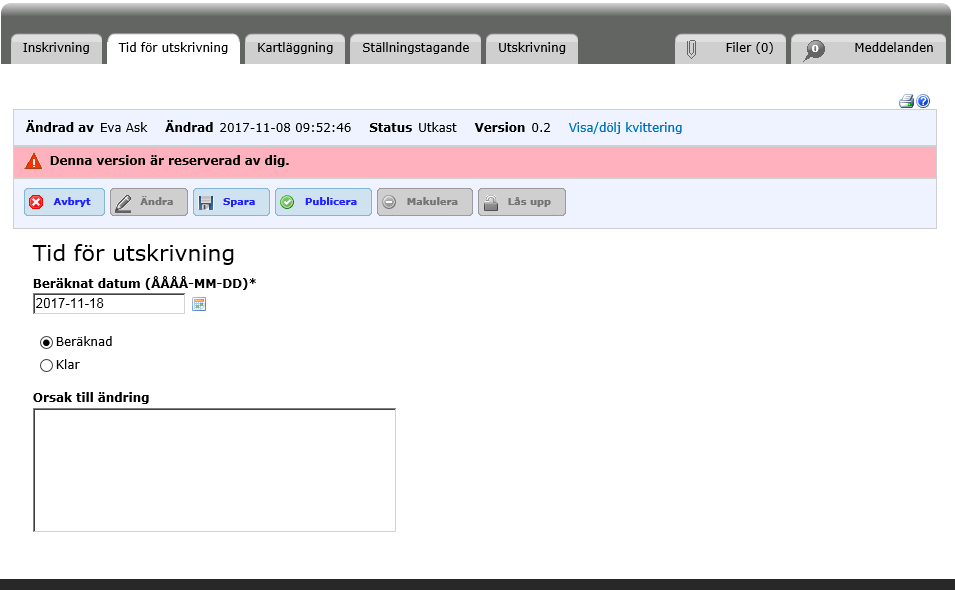 Inskrivning Tid för utskrivning Kartläggning Ställningstagande Utskrivning Filer (0) 0 Meddelanden
Ändrad av Eva Ask Ändrad 2017-11-08 09:52:46 Status Utkast Version 0.2 Visa/dölj kvittering
Denna version är reserverad av dig.
Avbryt Ändra Spara Publicera Makulera Lås upp
Tid för utskrivning
Beräknat datum (ÅÅÅÅ-MM-DD)*
2017-11-18
Beräknad
Klar
Orsak till ändring